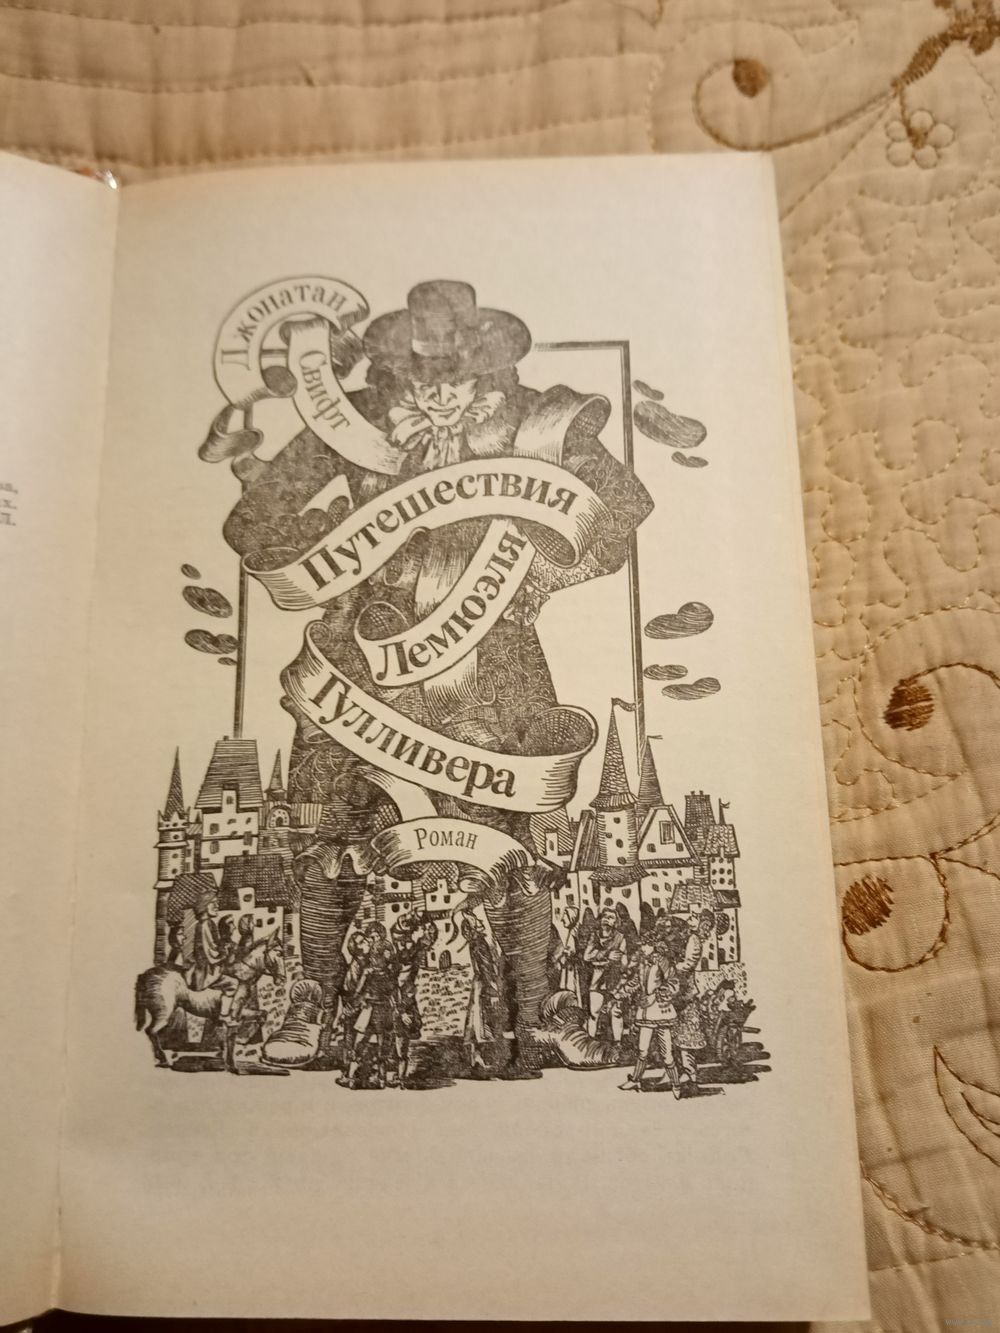 Джонатан
Свифт
Путешествия
Лемюэля
Гулливера
Роман